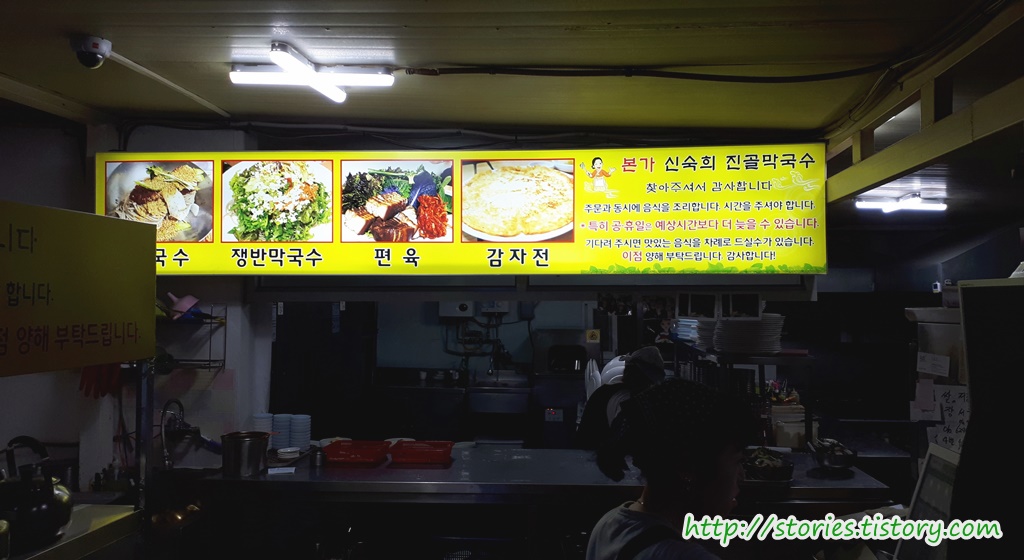 본가 신숙희 진골막국수
찾아주셔서 감사합니다
주문과 동시에 음식을 조리합니다. 시간을 주셔야 합니다.
* 특히 공·휴일은 예상시간보다 더 늦을 수 있습니다.
기다려 주시면 맛있는 음식을 차례로 드실수가 있습니다.
이점 양해 부탁드립니다. 감사합니다!
국수 쟁반막국수 편육 감자전
니다
합니다.
점 양해 부탁드립니다.
http://stories.tistory.com